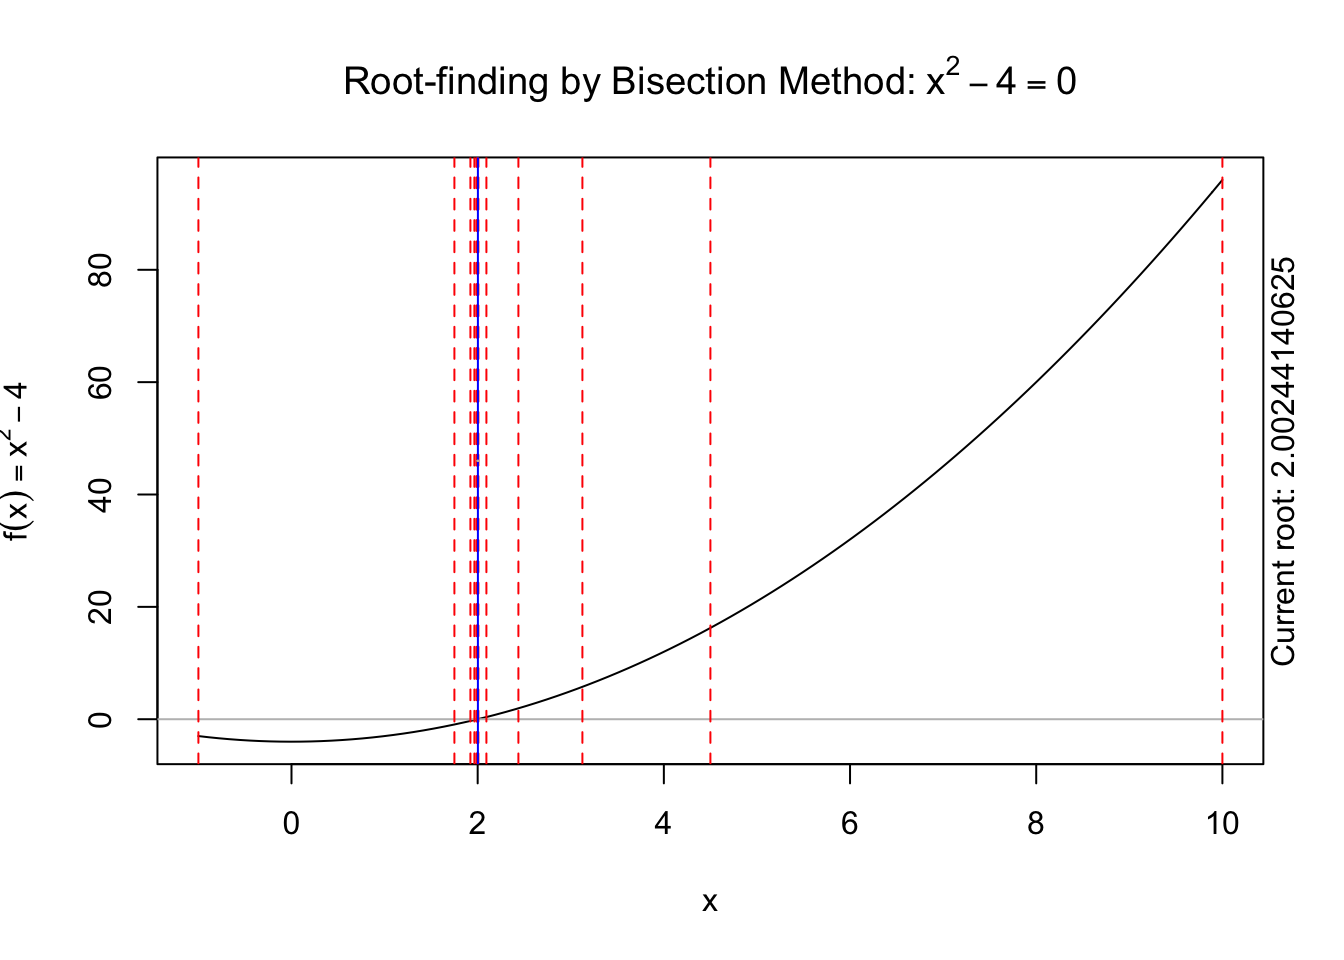 Root-finding by Bisection Method: x² − 4 = 0
f(x) = x² − 4
80
60
40
20
0
0 2 4 6 8 10
x
Current root: 2.00244140625